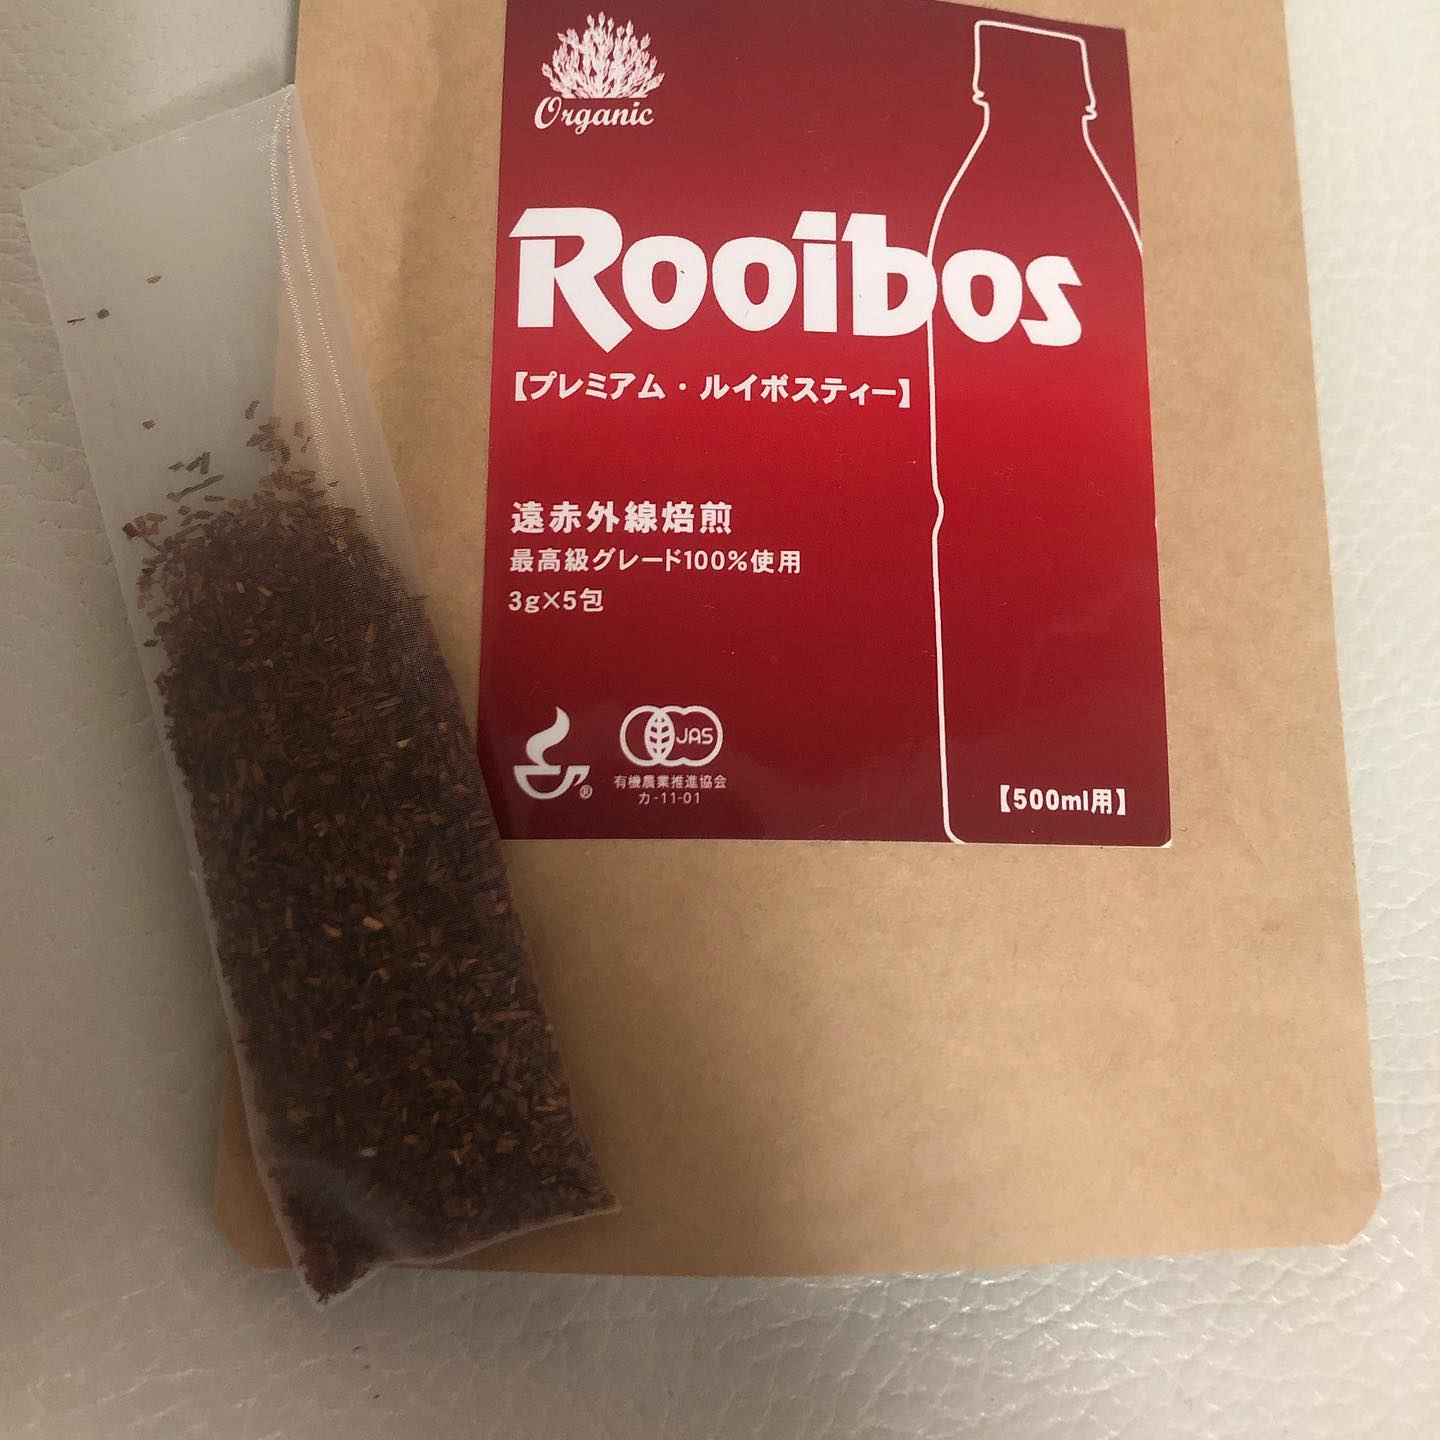 Organic
Rooibos
【プレミアム・ルイボスティー】
遠赤外線焙煎
最高級グレード100%使用
3g×5包
®
JAS
有機農業推進協会
カ-11-01
【500ml用】